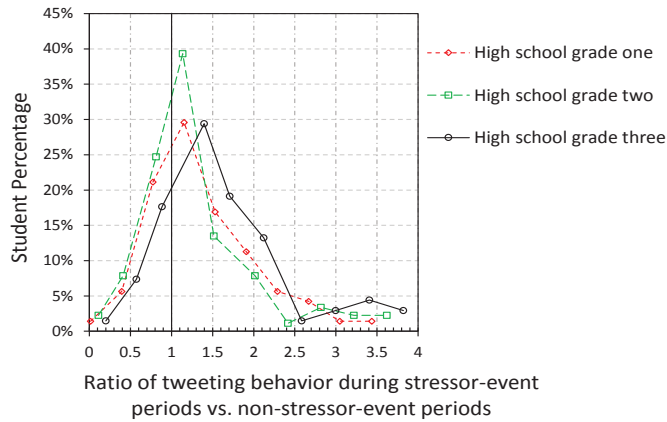 45%
40%
35%
30%
25%
20%
15%
10%
5%
0%
Student Percentage
0 0.5 1 1.5 2 2.5 3 3.5 4
Ratio of tweeting behavior during stressor-event
periods vs. non-stressor-event periods
High school grade one
High school grade two
High school grade three